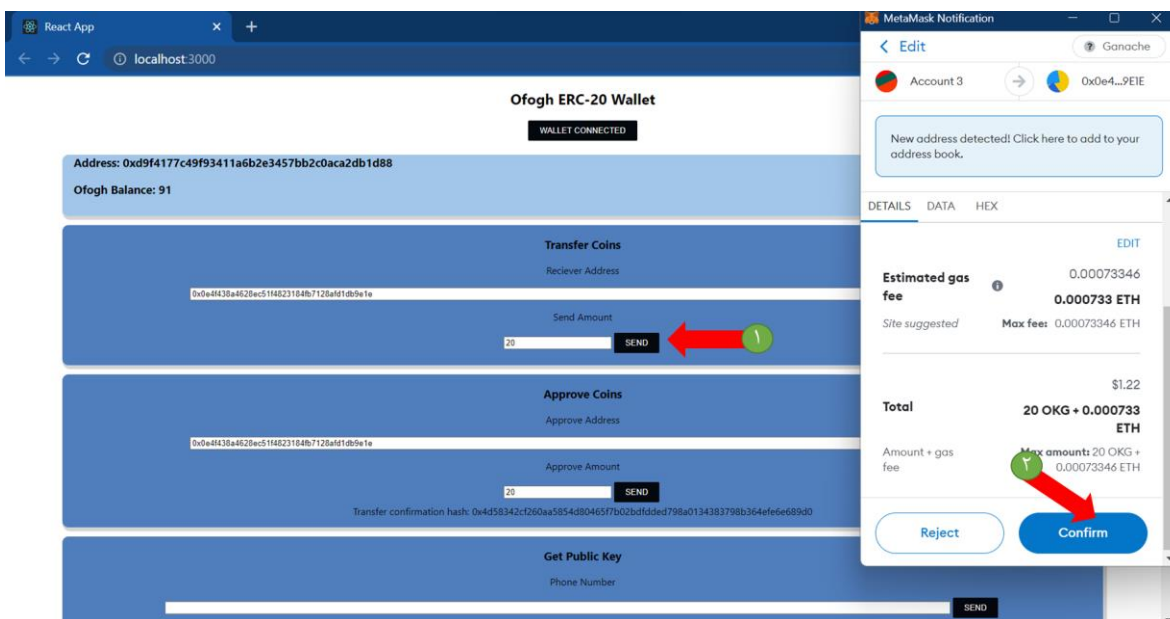 React App
localhost:3000
Ofogh ERC-20 Wallet
WALLET CONNECTED
Address: 0xd9f4177c49f93411a6b2e3457bb2c0aca2db1d88
Ofogh Balance: 91
Transfer Coins
Reciever Address
0x0e4f438a4628ec51f4823184fb7128afd1db9e1e
Send Amount
20 SEND
۱
Approve Coins
Approve Address
0x0e4f438a4628ec51f4823184fb7128afd1db9e1e
Approve Amount
20 SEND
Transfer confirmation hash: 0x4d58342cf260aa5854d80465f7b02bdfdded798a0134383798b364efe6e689d0
Get Public Key
Phone Number
SEND
MetaMask Notification
Edit Ganache
Account 3 0x0e4...9E1E
New address detected! Click here to add to your
address book.
DETAILS DATA HEX
EDIT
Estimated gas 0.00073346
fee 0.000733 ETH
Site suggested Max fee: 0.00073346 ETH
$1.22
Total 20 OKG + 0.000733
ETH
Amount + gas Max amount: 20 OKG +
fee 0.00073346 ETH
۲
Reject Confirm